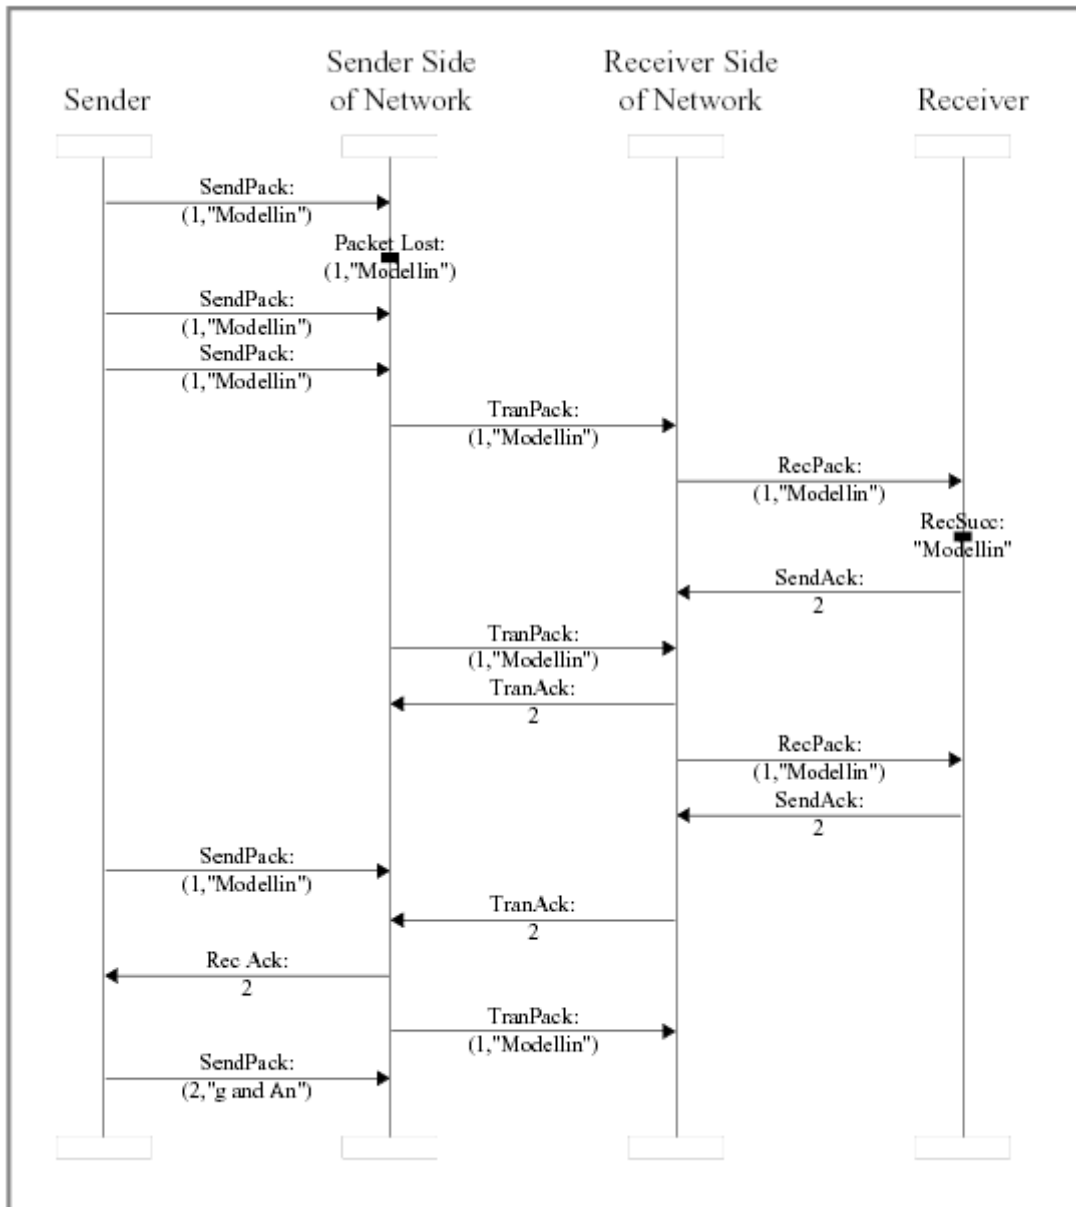 Sender
Sender Side
of Network
Receiver Side
of Network
Receiver
SendPack:
(1,"Modellin")
Packet Lost:
(1,"Modellin")
SendPack:
(1,"Modellin")
SendPack:
(1,"Modellin")
TranPack:
(1,"Modellin")
RecPack:
(1,"Modellin")
RecSucc:
"Modellin"
SendAck:
2
TranPack:
(1,"Modellin")
TranAck:
2
RecPack:
(1,"Modellin")
SendAck:
2
SendPack:
(1,"Modellin")
TranAck:
2
Rec Ack:
2
TranPack:
(1,"Modellin")
SendPack:
(2,"g and An")